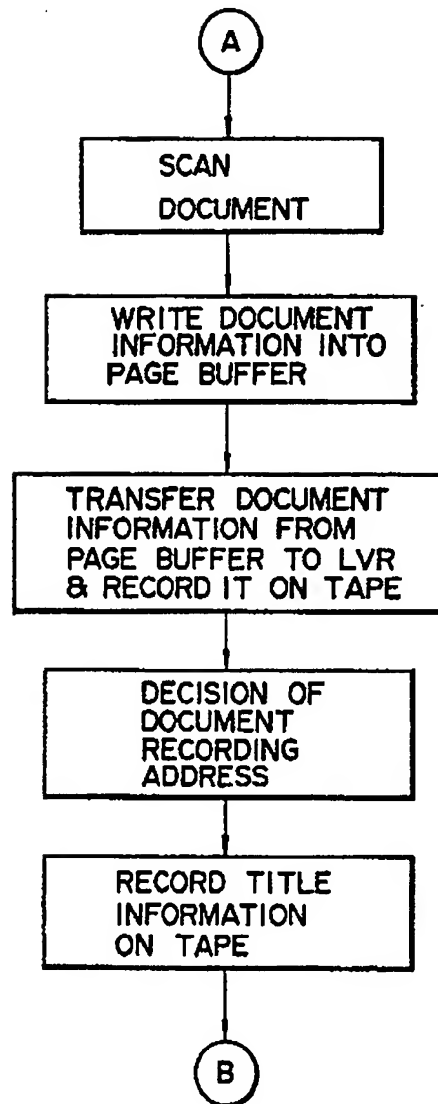 A
SCAN
DOCUMENT
WRITE DOCUMENT
INFORMATION INTO
PAGE BUFFER
TRANSFER DOCUMENT
INFORMATION FROM
PAGE BUFFER TO LVR
& RECORD IT ON TAPE
DECISION OF
DOCUMENT
RECORDING
ADDRESS
RECORD TITLE
INFORMATION
ON TAPE
B